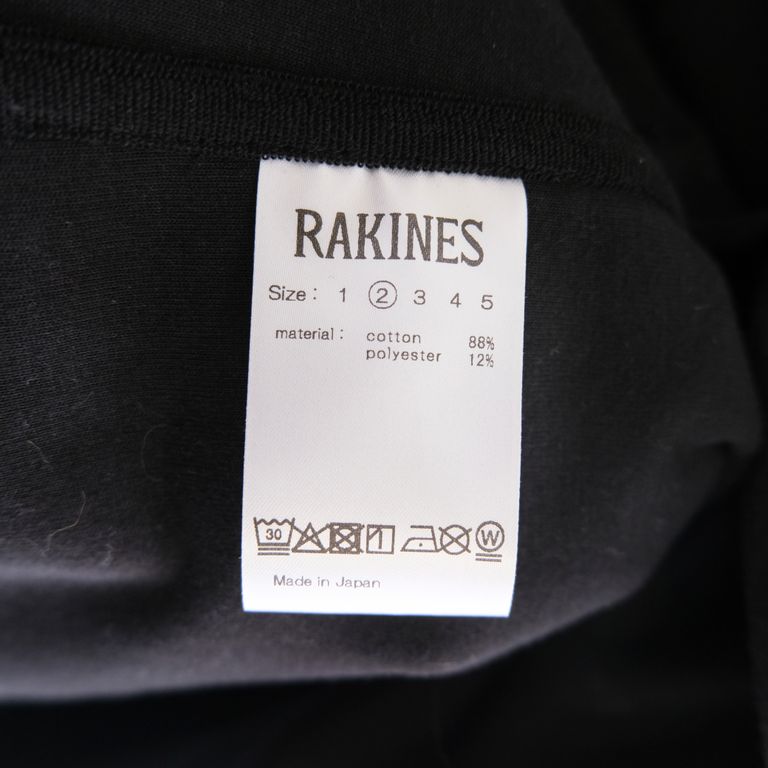 RAKINES
Size : 1 2 3 4 5
material : cotton 88%
polyester 12%
30 W
Made in Japan